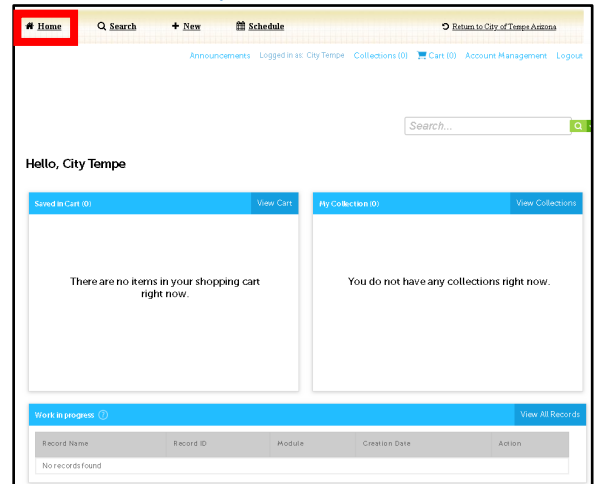 Home Search + New Schedule Return to City of Tempe Arizona
Announcements Logged in as: City Tempe Collections (0) Cart (0) Account Management Logout
Search...
Hello, City Tempe
Saved in Cart (0) View Cart My Collection (0) View Collections
There are no items in your shopping cart right now. You do not have any collections right now.
Work in progress ? View All Records
Record Name Record ID Module Creation Date Action
No records found